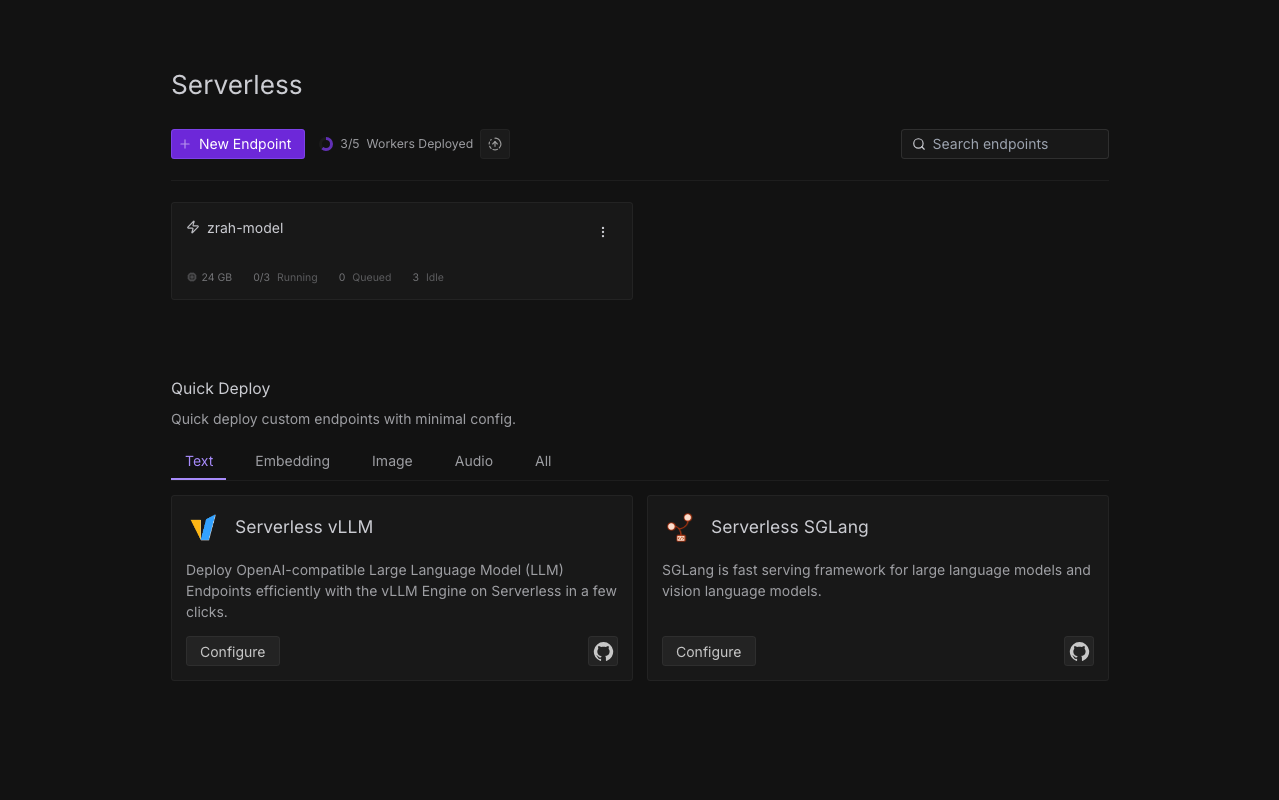 Serverless
New Endpoint
3/5 Workers Deployed
Search endpoints
zrah-model
24 GB 0/3 Running 0 Queued 3 Idle
Quick Deploy
Quick deploy custom endpoints with minimal config.
Text Embedding Image Audio All
Serverless vLLM
Deploy OpenAI-compatible Large Language Model (LLM)
Endpoints efficiently with the vLLM Engine on Serverless in a few
clicks.
Configure
Serverless SGLang
SGLang is fast serving framework for large language models and
vision language models.
Configure